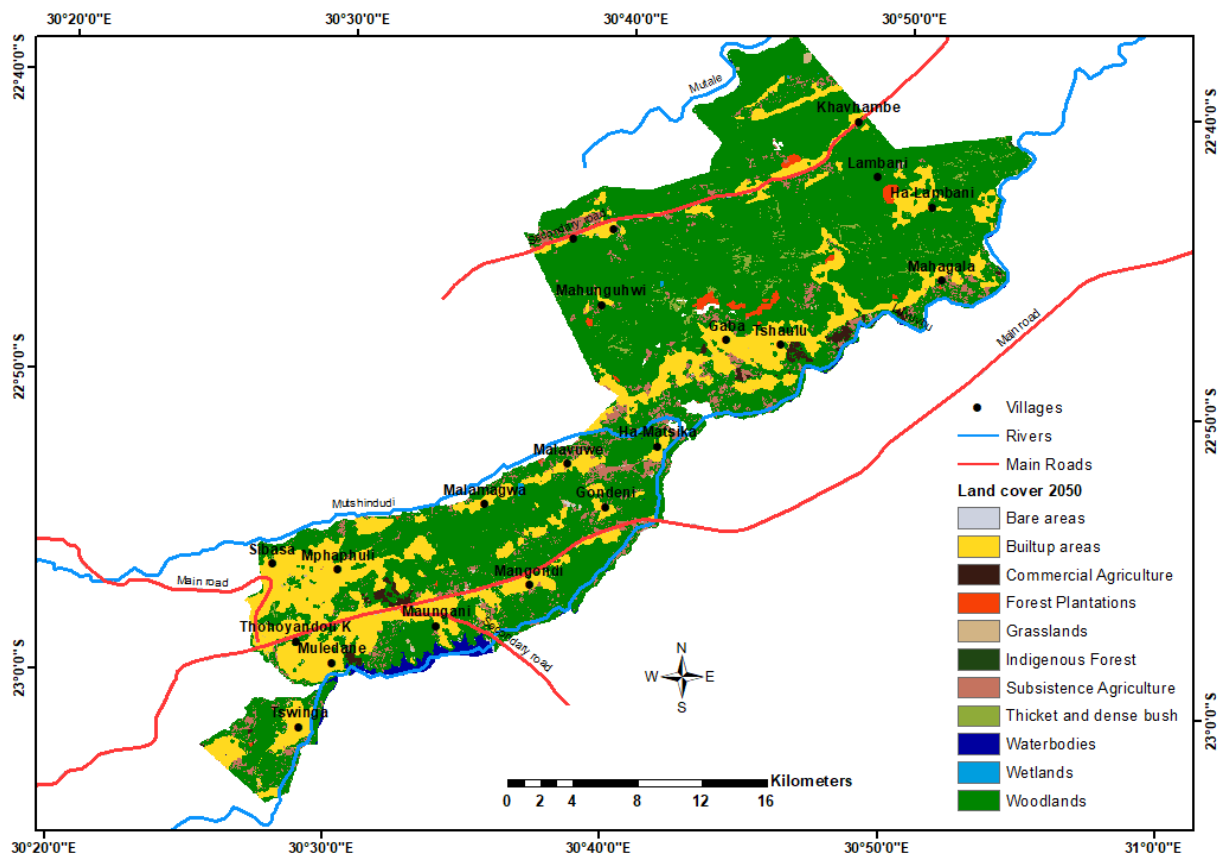 30°20'0"E 30°30'0"E 30°40'0"E 30°50'0"E
22°40'0"S
22°50'0"S
23°0'0"S
Mutale
Khavhambe
22°40'0"S
Lambani
Ha-Lambani
Secondary road
Mahagala
Mahunguhwi
Gaba
Tshaulu
Main road
22°50'0"S
Ha-Matsika
Malavuwe
Malamagwa
Gondeni
Mutshindudi
Sibasa
Mphaphuli
Main road
Mangondi
Maungani
Thohoyandou K
Muledane
Secondary road
Tswinga
23°0'0"S
N
W E
S
Villages
Rivers
Main Roads
Land cover 2050
Bare areas
Builtup areas
Commercial Agriculture
Forest Plantations
Grasslands
Indigenous Forest
Subsistence Agriculture
Thicket and dense bush
Waterbodies
Wetlands
Woodlands
Kilometers
0 2 4 8 12 16
30°20'0"E 30°30'0"E 30°40'0"E 30°50'0"E 31°0'0"E